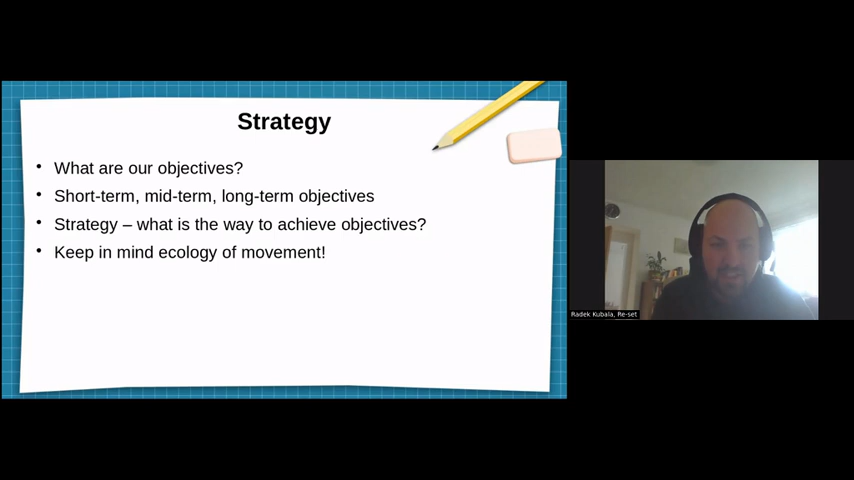 Strategy
• What are our objectives?
• Short-term, mid-term, long-term objectives
• Strategy – what is the way to achieve objectives?
• Keep in mind ecology of movement!
Radek Kubala, Re-set